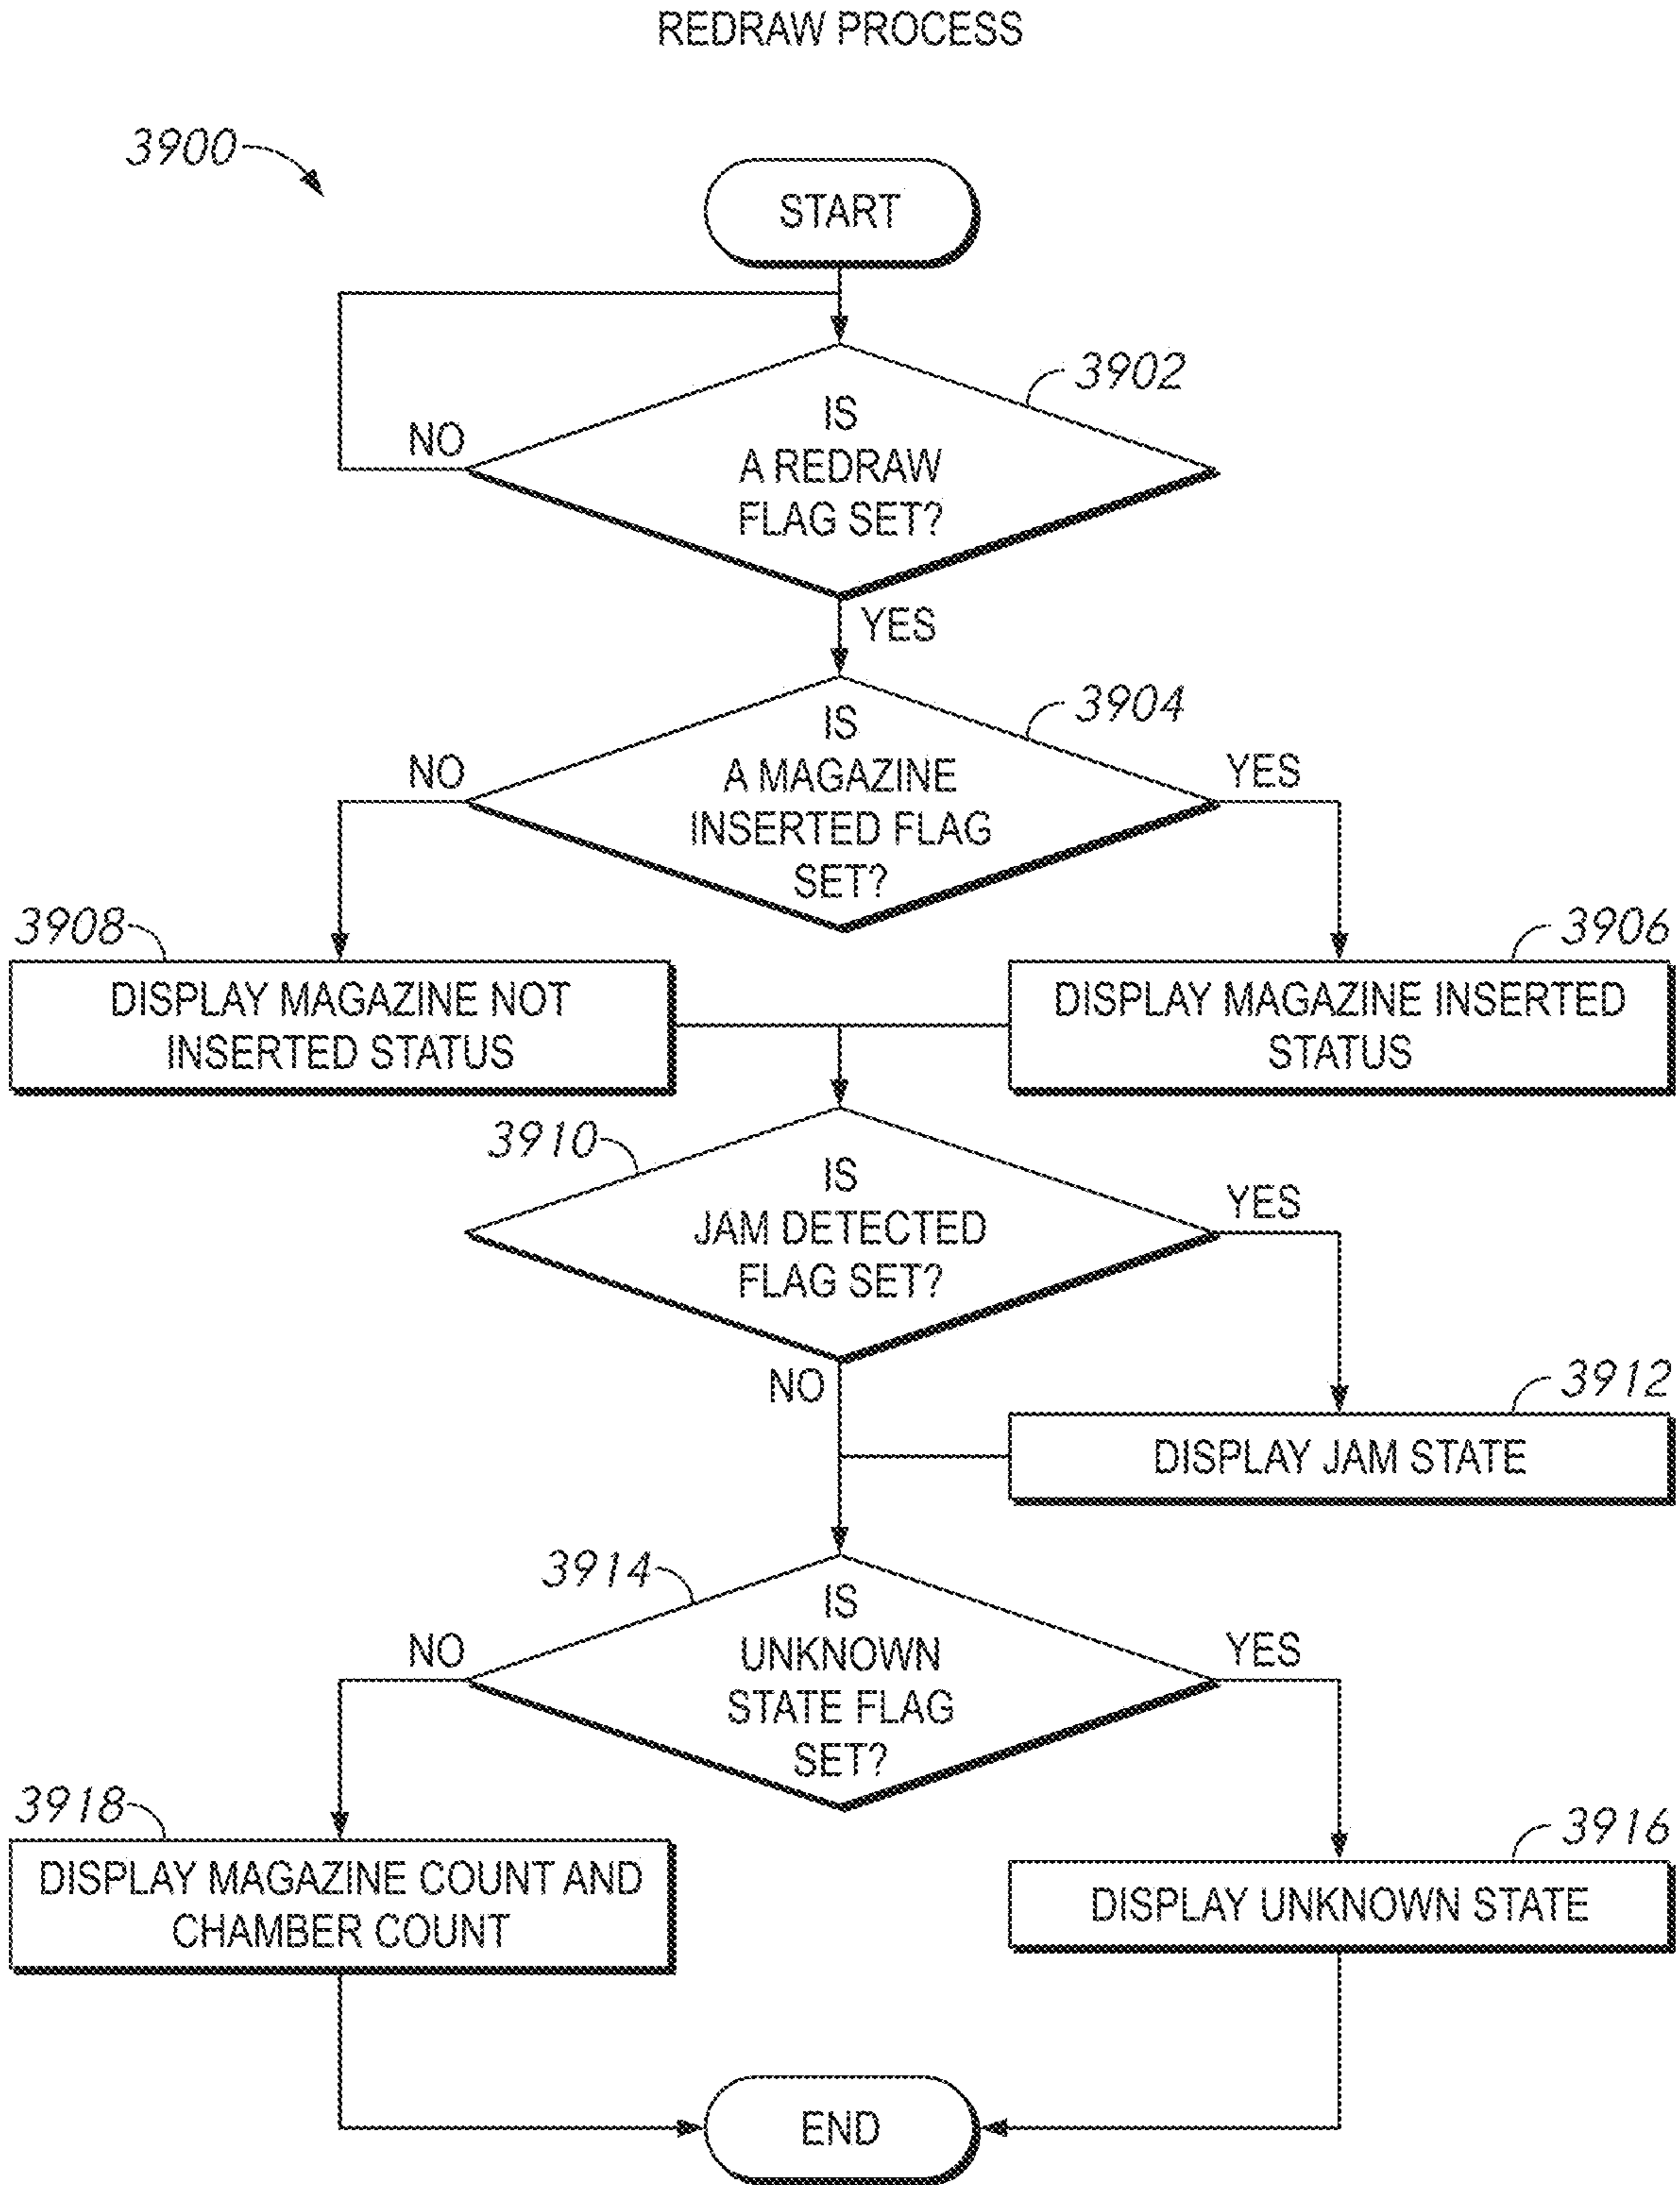 REDRAW PROCESS
3900
START
3902
IS
A REDRAW
FLAG SET?
NO
YES
3904
IS
A MAGAZINE
INSERTED FLAG
SET?
NO
YES
3908
3906
DISPLAY MAGAZINE NOT
INSERTED STATUS
DISPLAY MAGAZINE INSERTED
STATUS
3910
IS
JAM DETECTED
FLAG SET?
YES
NO
3912
DISPLAY JAM STATE
3914
IS
UNKNOWN
STATE FLAG
SET?
NO
YES
3918
3916
DISPLAY MAGAZINE COUNT AND
CHAMBER COUNT
DISPLAY UNKNOWN STATE
END